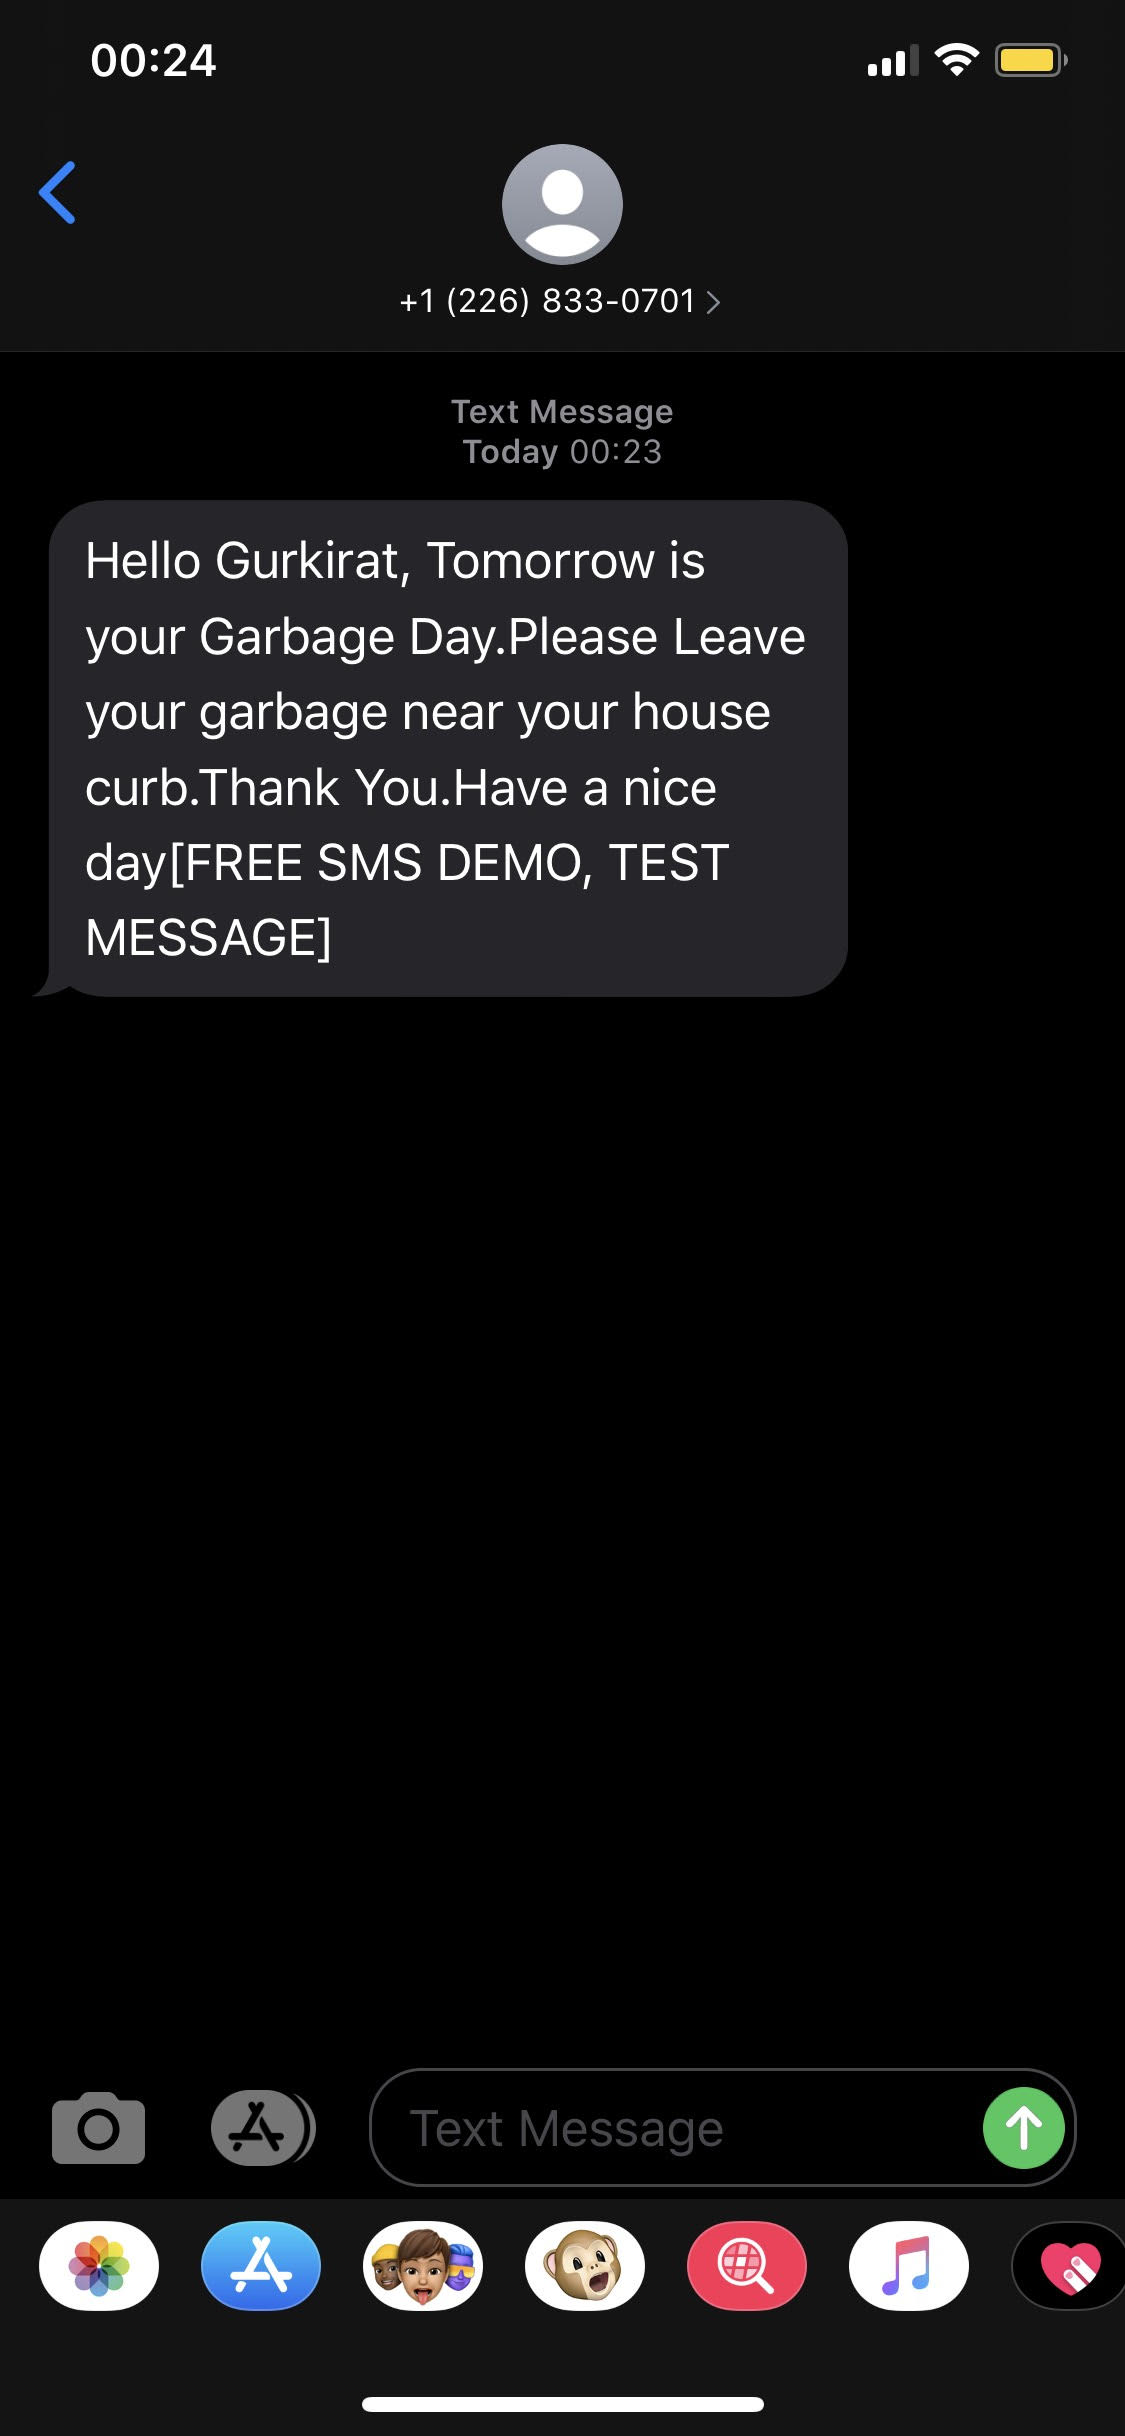 00:24
+1 (226) 833-0701
Text Message
Today 00:23
Hello Gurkirat, Tomorrow is
your Garbage Day.Please Leave
your garbage near your house
curb.Thank You.Have a nice
day[FREE SMS DEMO, TEST
MESSAGE]
Text Message